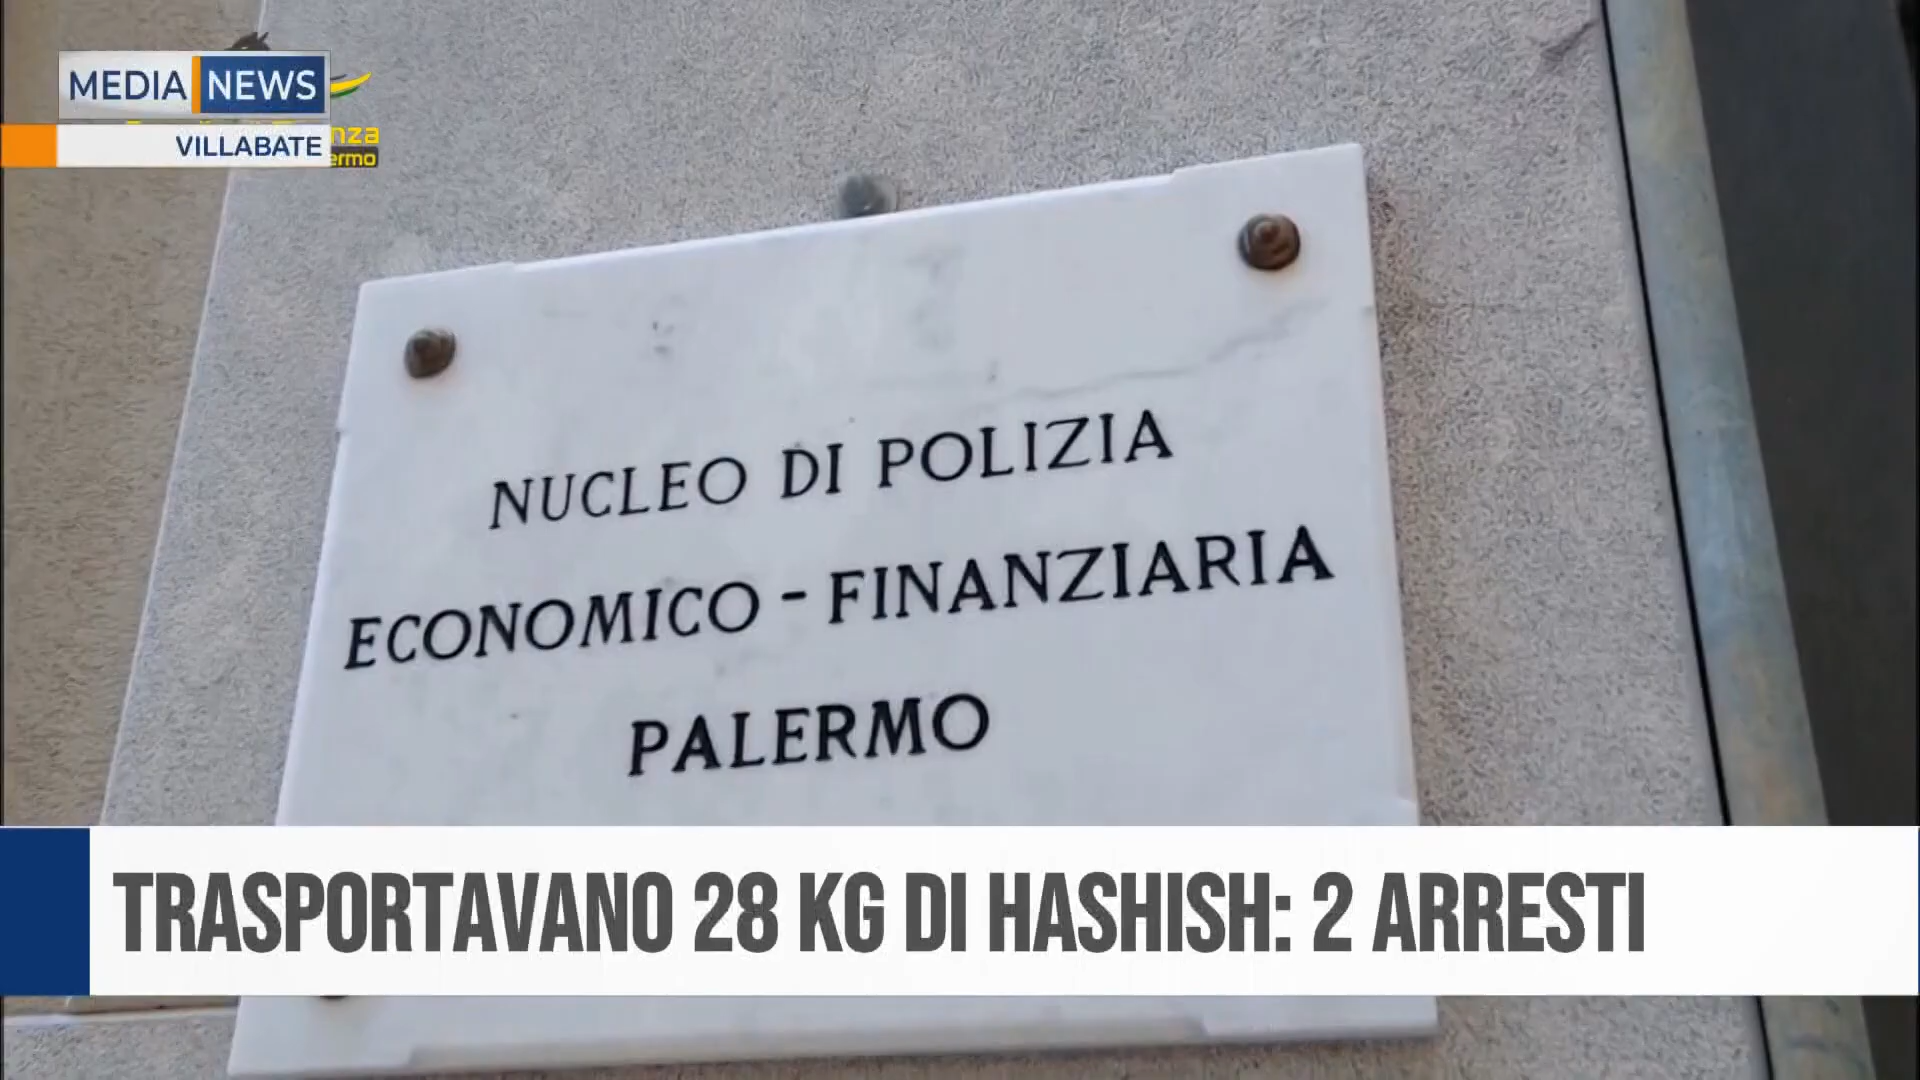 MEDIA NEWS
VILLABATE
NUCLEO DI POLIZIA
ECONOMICO - FINANZIARIA
PALERMO
TRASPORTAVANO 28 KG DI HASHISH: 2 ARRESTI